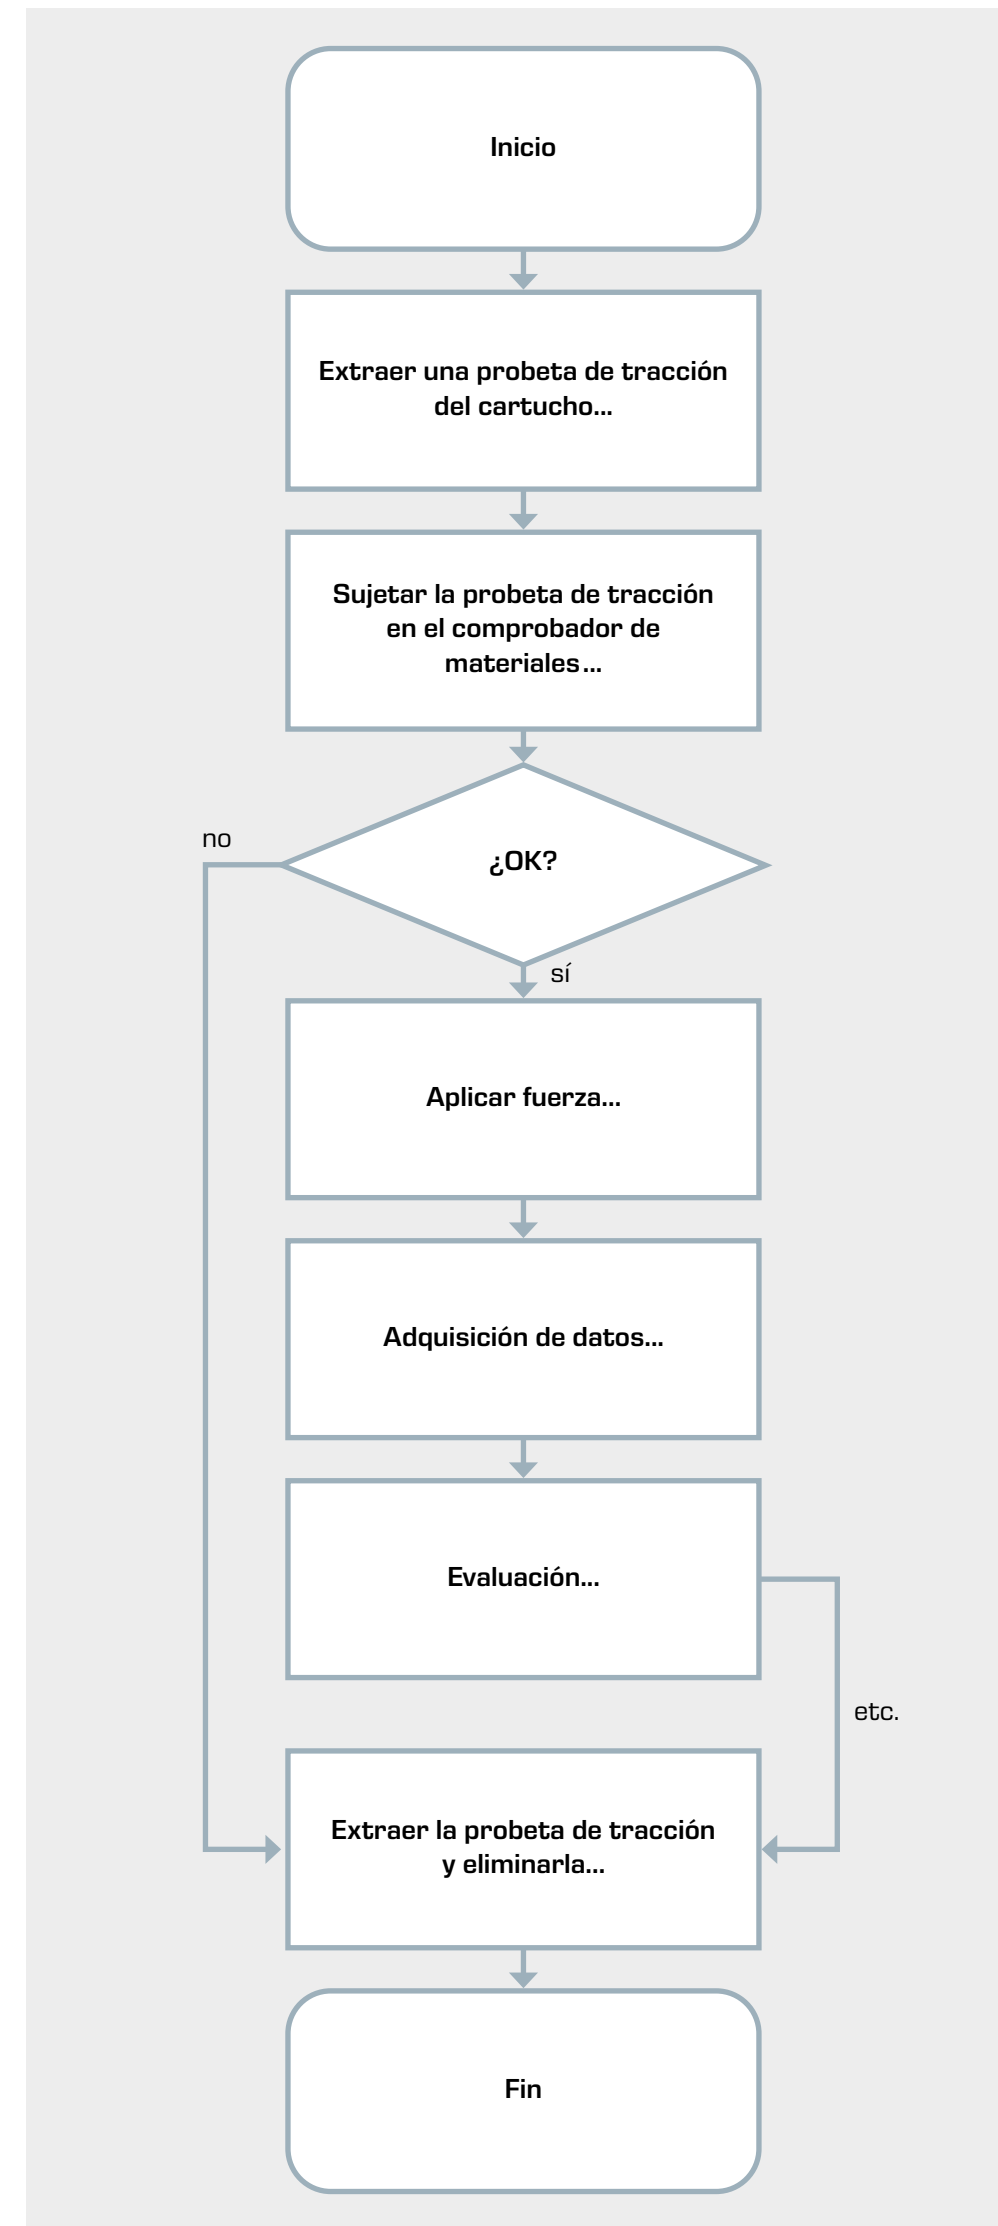 Inicio
Extraer una probeta de tracción
del cartucho...
Sujetar la probeta de tracción
en el comprobador de
materiales...
no
¿OK?
sí
Aplicar fuerza...
Adquisición de datos...
Evaluación...
etc.
Extraer la probeta de tracción
y eliminarla...
Fin